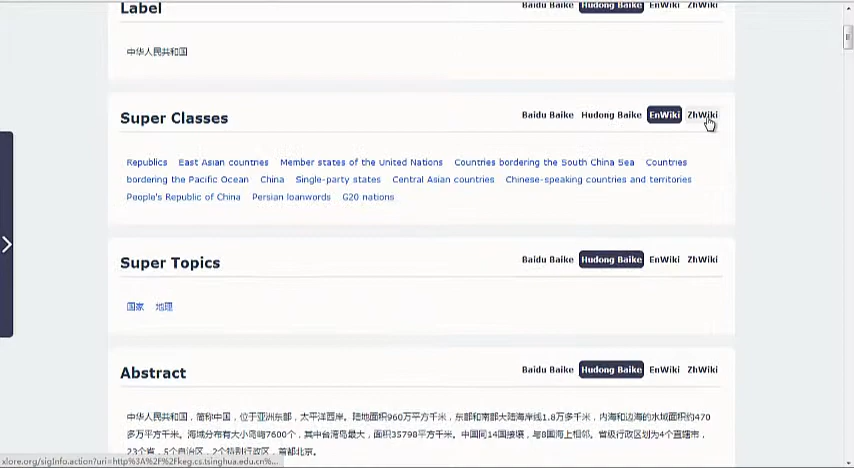 Label Baidu Baike Hudong Baike EnWiki ZhWiki
中华人民共和国
Super Classes Baidu Baike Hudong Baike EnWiki ZhWiki
Republics East Asian countries Member states of the United Nations Countries bordering the South China Sea Countries
bordering the Pacific Ocean China Single-party states Central Asian countries Chinese-speaking countries and territories
People's Republic of China Persian loanwords G20 nations
Super Topics Baidu Baike Hudong Baike EnWiki ZhWiki
国家 地理
Abstract Baidu Baike Hudong Baike EnWiki ZhWiki
中华人民共和国，简称中国，位于亚洲东部，太平洋西岸。陆地面积960万平方千米，东部和南部大陆海岸线1.8万多千米，内海和边海的水域面积约470
多万平方千米。海域分布有大小岛屿7600个，其中台湾岛最大，面积35798平方千米。中国同14国接壤，与8国海上相邻。省级行政区划为4个直辖市，
23个省，5个自治区，2个特别行政区，首都北京。
xlore.org/sigInfo.action?uri=http%3A%2F%2Fkeg.cs.tsinghua.edu.cn%...